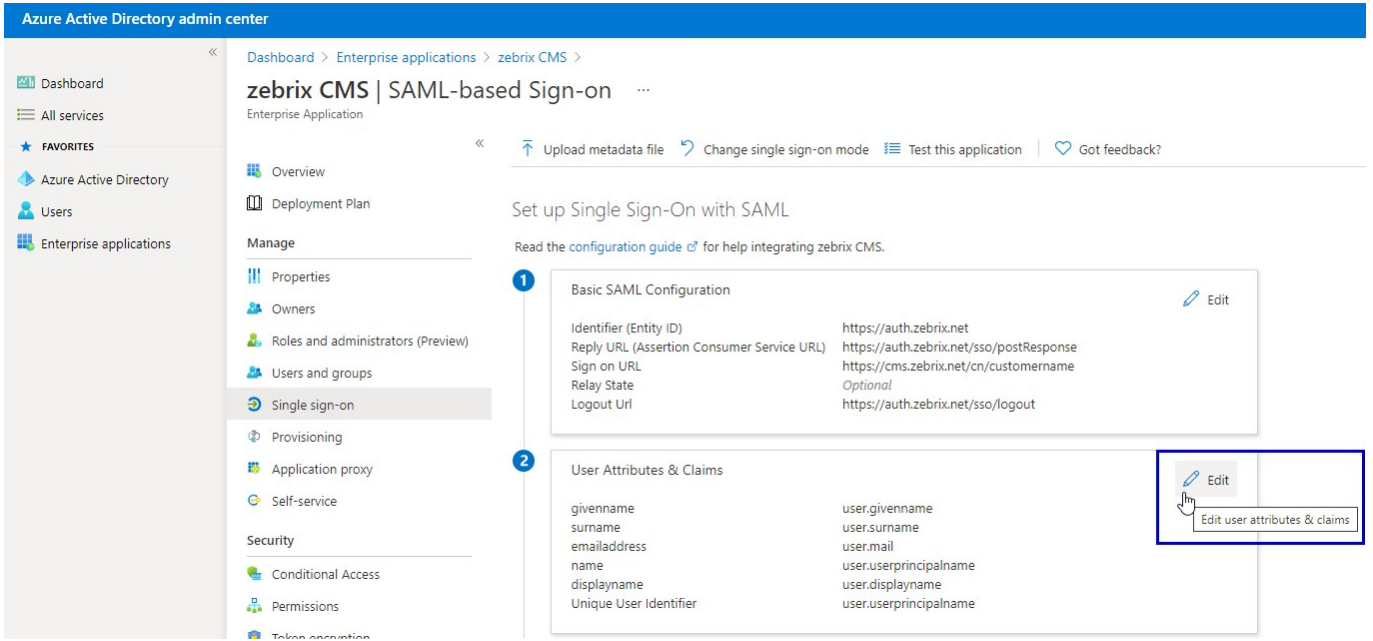 Azure Active Directory admin center
«
Dashboard
All services
FAVORITES
Azure Active Directory
Users
Enterprise applications
Dashboard > Enterprise applications > zebrix CMS >
zebrix CMS | SAML-based Sign-on ...
Enterprise Application
«
Overview
Deployment Plan
Manage
Properties
Owners
Roles and administrators (Preview)
Users and groups
Single sign-on
Provisioning
Application proxy
Self-service
Security
Conditional Access
Permissions
Token encryption
Upload metadata file Change single sign-on mode Test this application Got feedback?
Set up Single Sign-On with SAML
Read the configuration guide for help integrating zebrix CMS.
1
Basic SAML Configuration
Edit
Identifier (Entity ID) https://auth.zebrix.net
Reply URL (Assertion Consumer Service URL) https://auth.zebrix.net/sso/postResponse
Sign on URL https://cms.zebrix.net/cn/customername
Relay State Optional
Logout Url https://auth.zebrix.net/sso/logout
2
User Attributes & Claims
Edit
Edit user attributes & claims
givenname user.givenname
surname user.surname
emailaddress user.mail
name user.userprincipalname
displayname user.displayname
Unique User Identifier user.userprincipalname